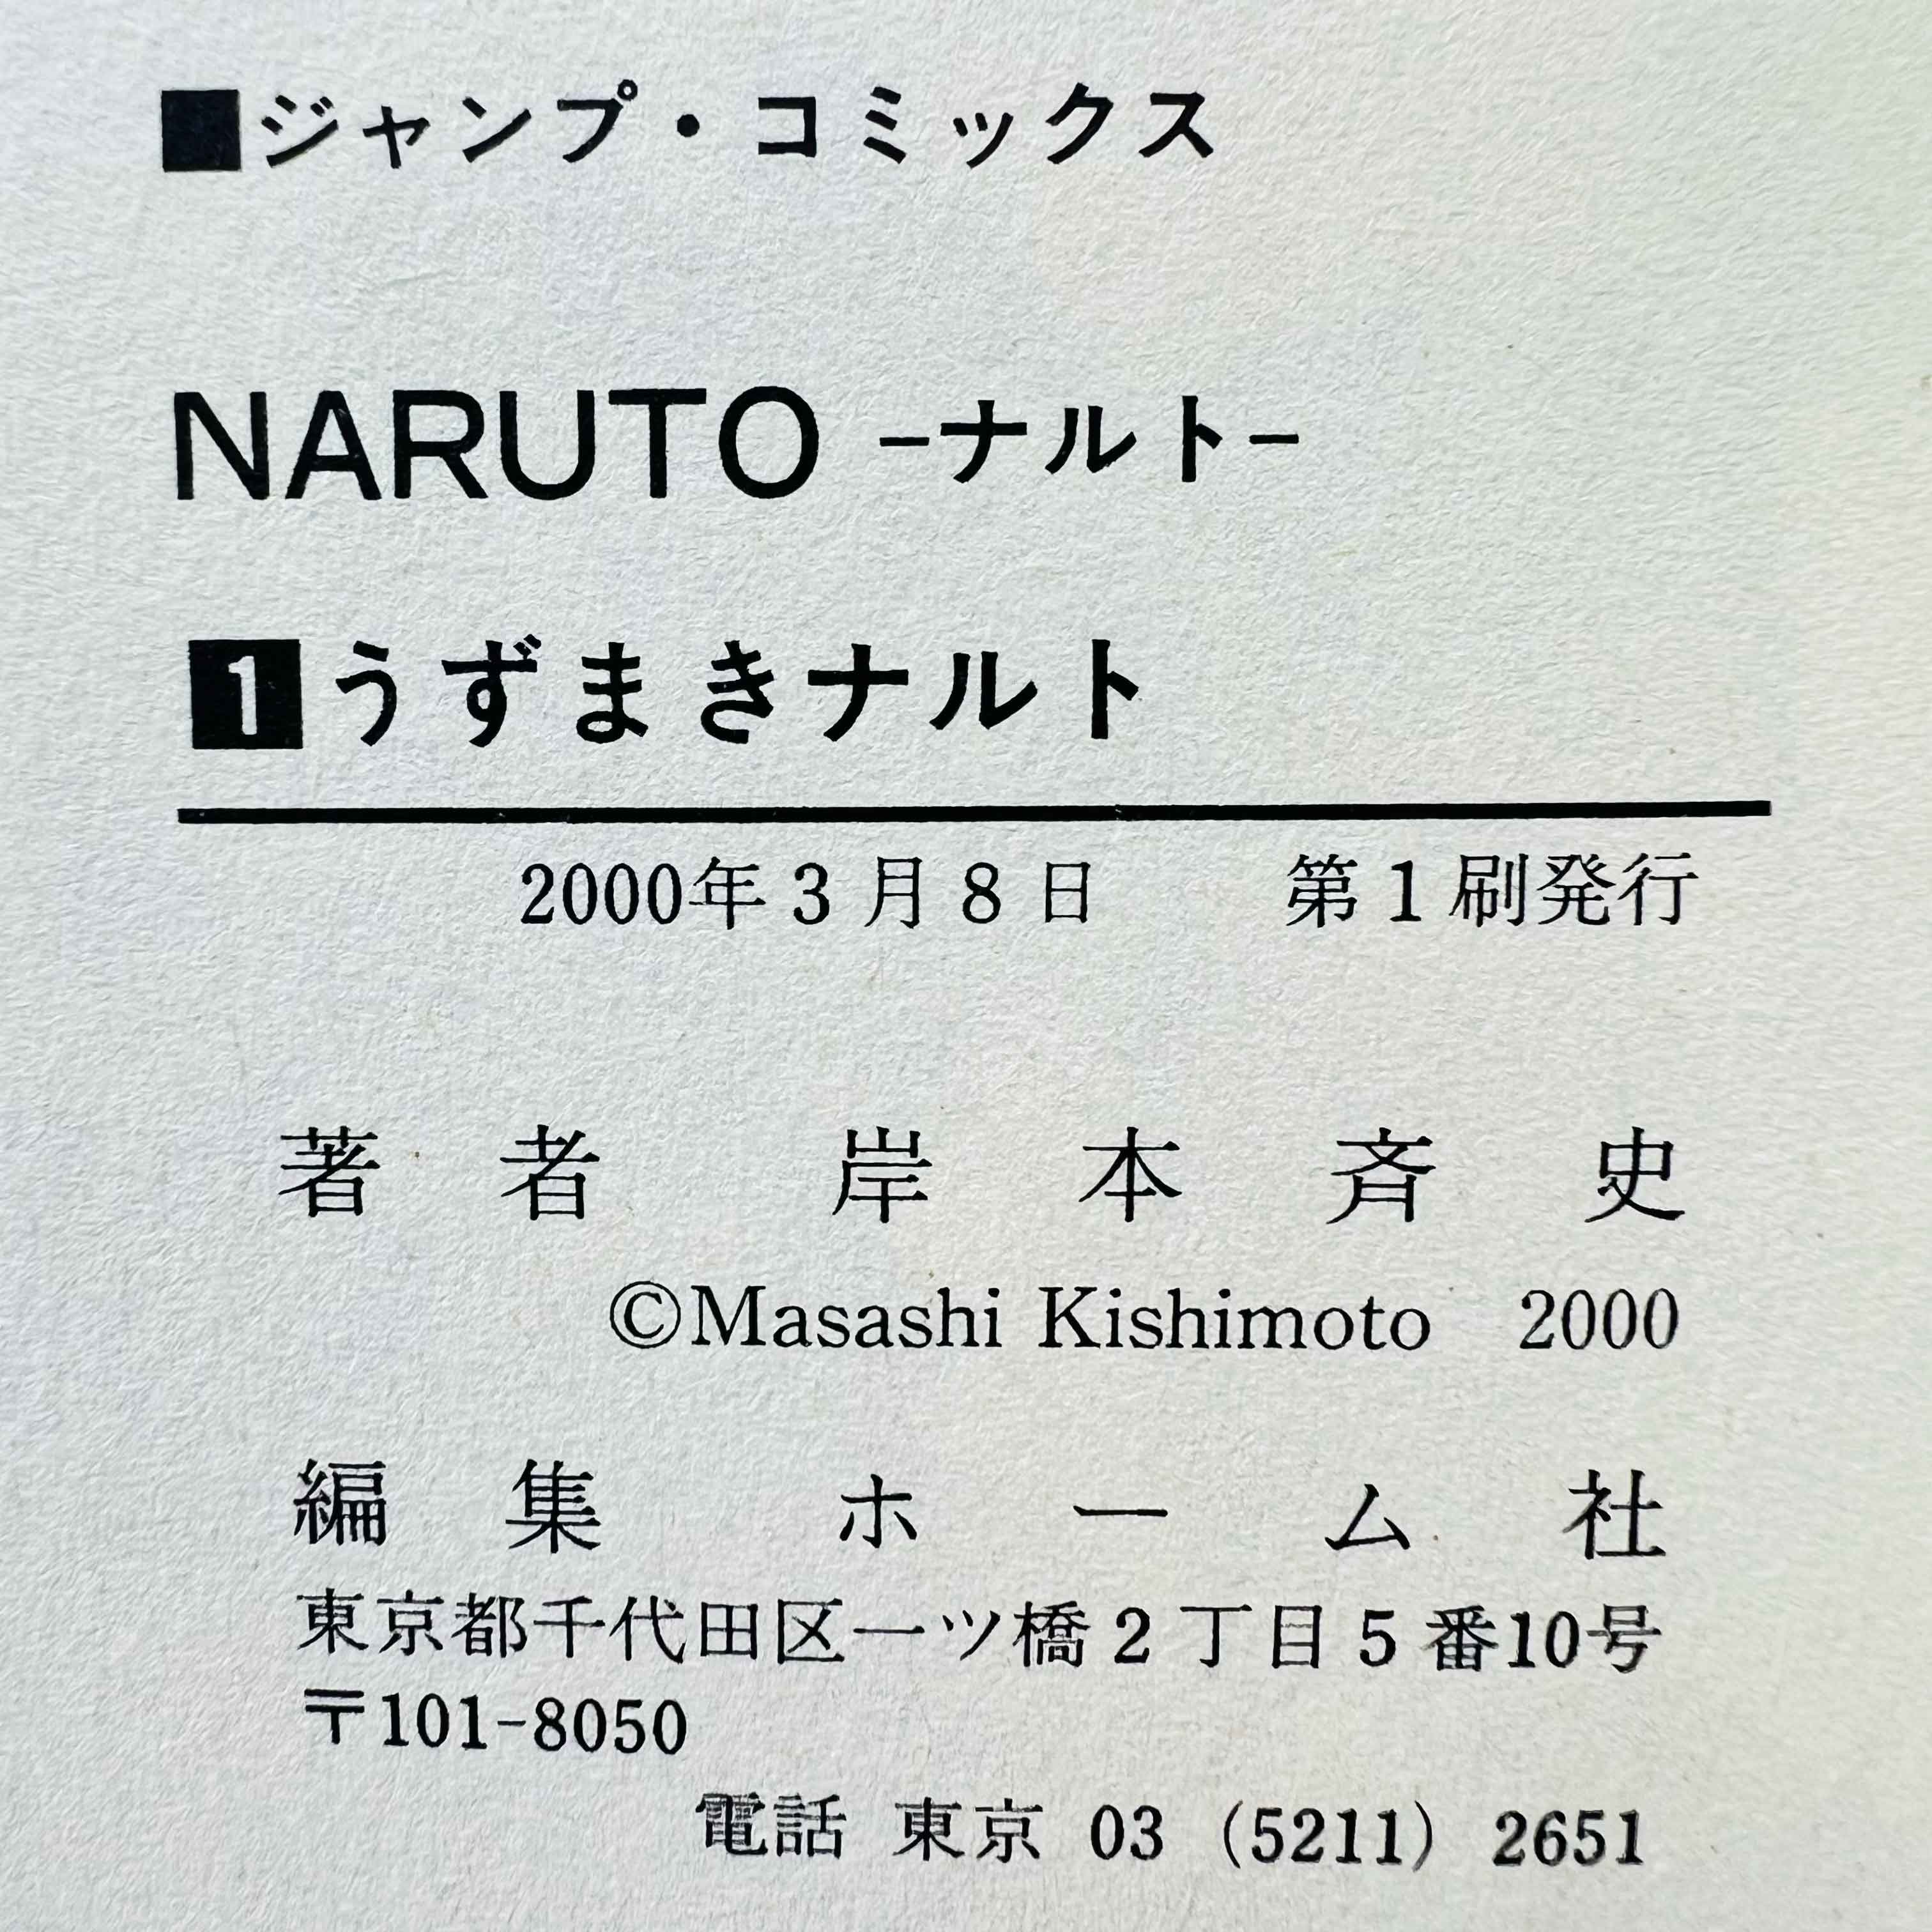 ■ジャンプ・コミックス
NARUTO -ナルト-
1 うずまきナルト
2000年3月8日 第1刷発行
著者 岸本斉史
©Masashi Kishimoto 2000
編集 ホーム社
東京都千代田区一ツ橋2丁目5番10号
〒101-8050
電話 東京 03 (5211) 2651